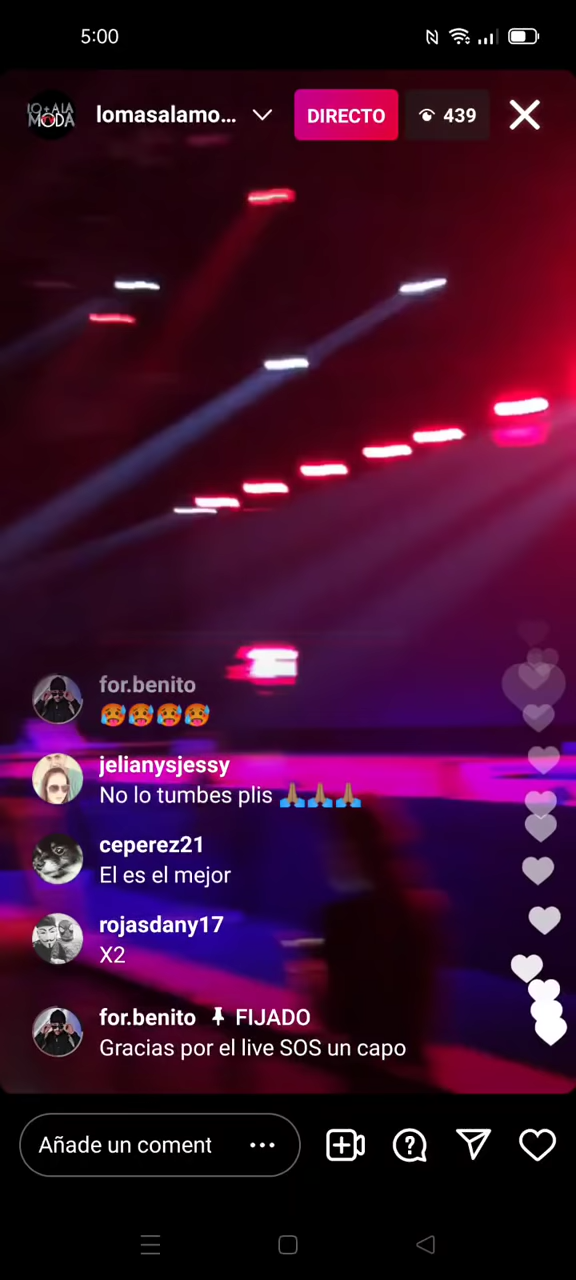 5:00
LO+ALA
MODA
lomasalamo...
DIRECTO
439
for.benito
🥵🥵🥵🥵
jelianysjessy
No lo tumbes plis 🙏🏽🙏🏽🙏🏽
ceperez21
El es el mejor
rojasdany17
X2
for.benito 📌 FIJADO
Gracias por el live SOS un capo
Añade un coment ...